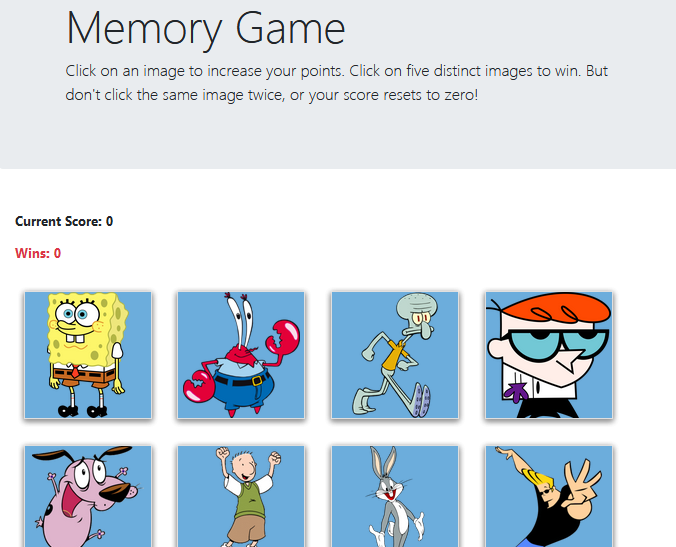 Memory Game
Click on an image to increase your points. Click on five distinct images to win. But
don't click the same image twice, or your score resets to zero!
Current Score: 0
Wins: 0